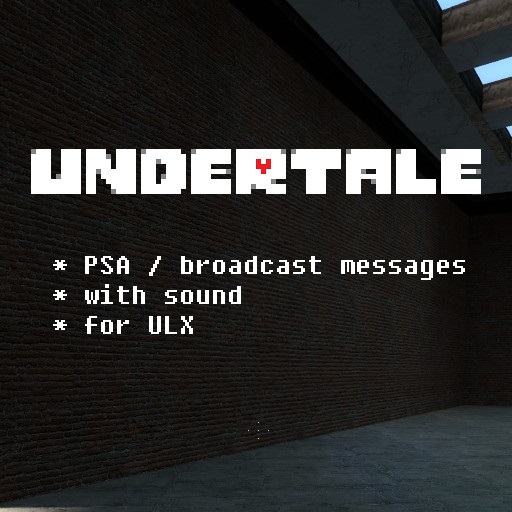 UNDERTALE
* PSA / broadcast messages
* with sound
* for ULX